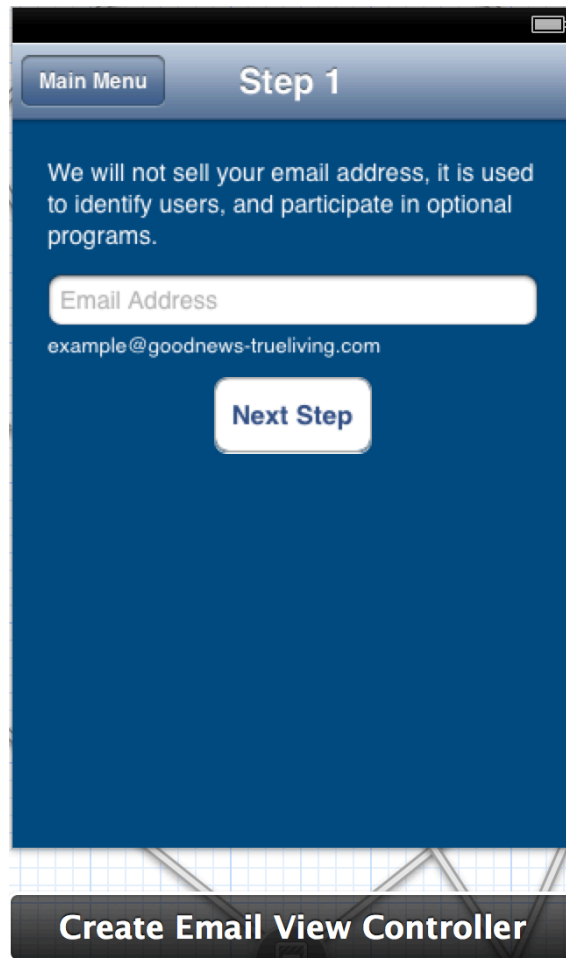 Main Menu
Step 1
We will not sell your email address, it is used
to identify users, and participate in optional
programs.
Email Address
example@goodnews-trueliving.com
Next Step
Create Email View Controller